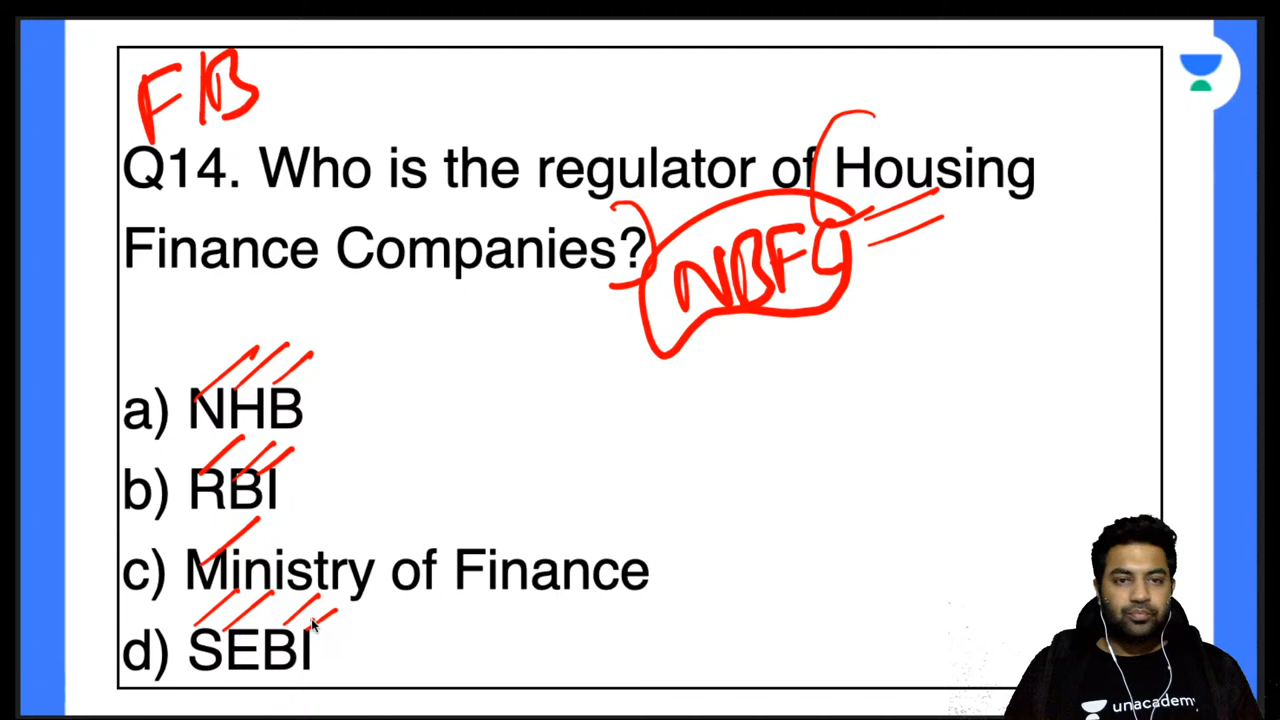 FIB
Q14. Who is the regulator of Housing
Finance Companies?
NBFC
a) NHB
b) RBI
c) Ministry of Finance
d) SEBI
unacademy